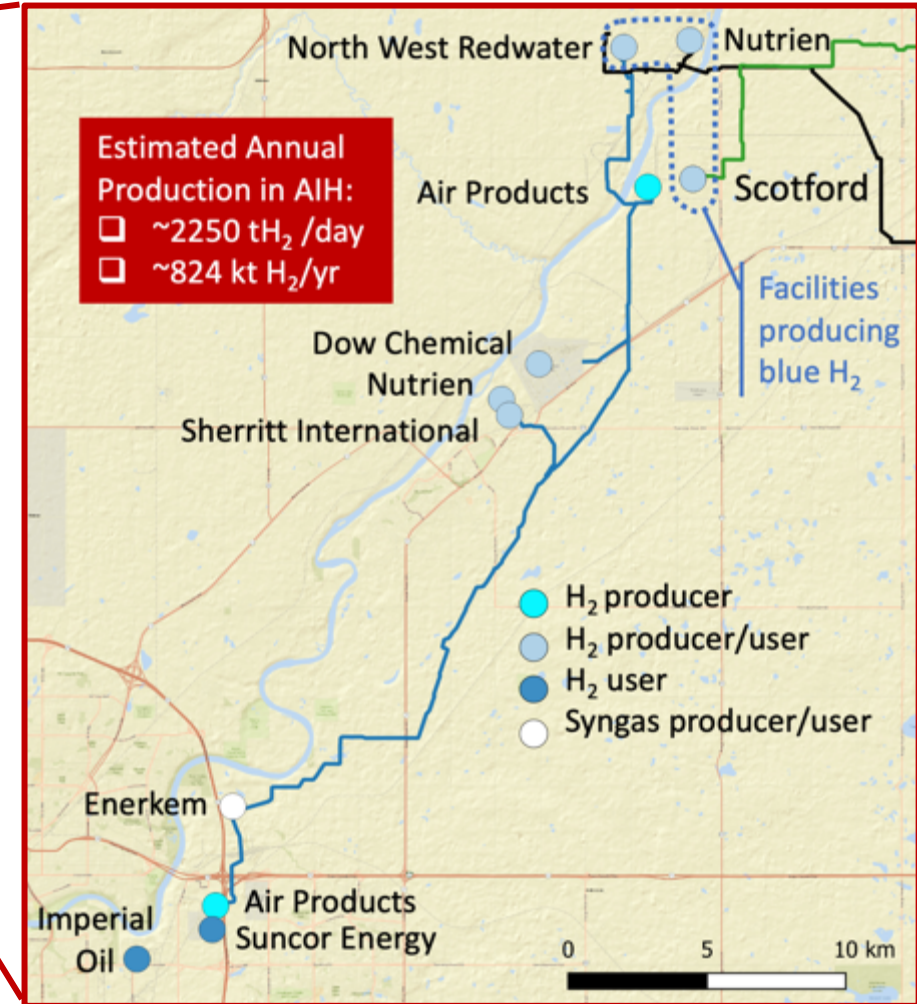 North West Redwater
Nutrien
Estimated Annual
Production in AIH:
❑ ~2250 tH₂ /day
❑ ~824 kt H₂/yr
Air Products
Scotford
Facilities
producing
blue H₂
Dow Chemical
Nutrien
Sherritt International
H₂ producer
H₂ producer/user
H₂ user
Syngas producer/user
Enerkem
Air Products
Suncor Energy
Imperial
Oil
0 5 10 km